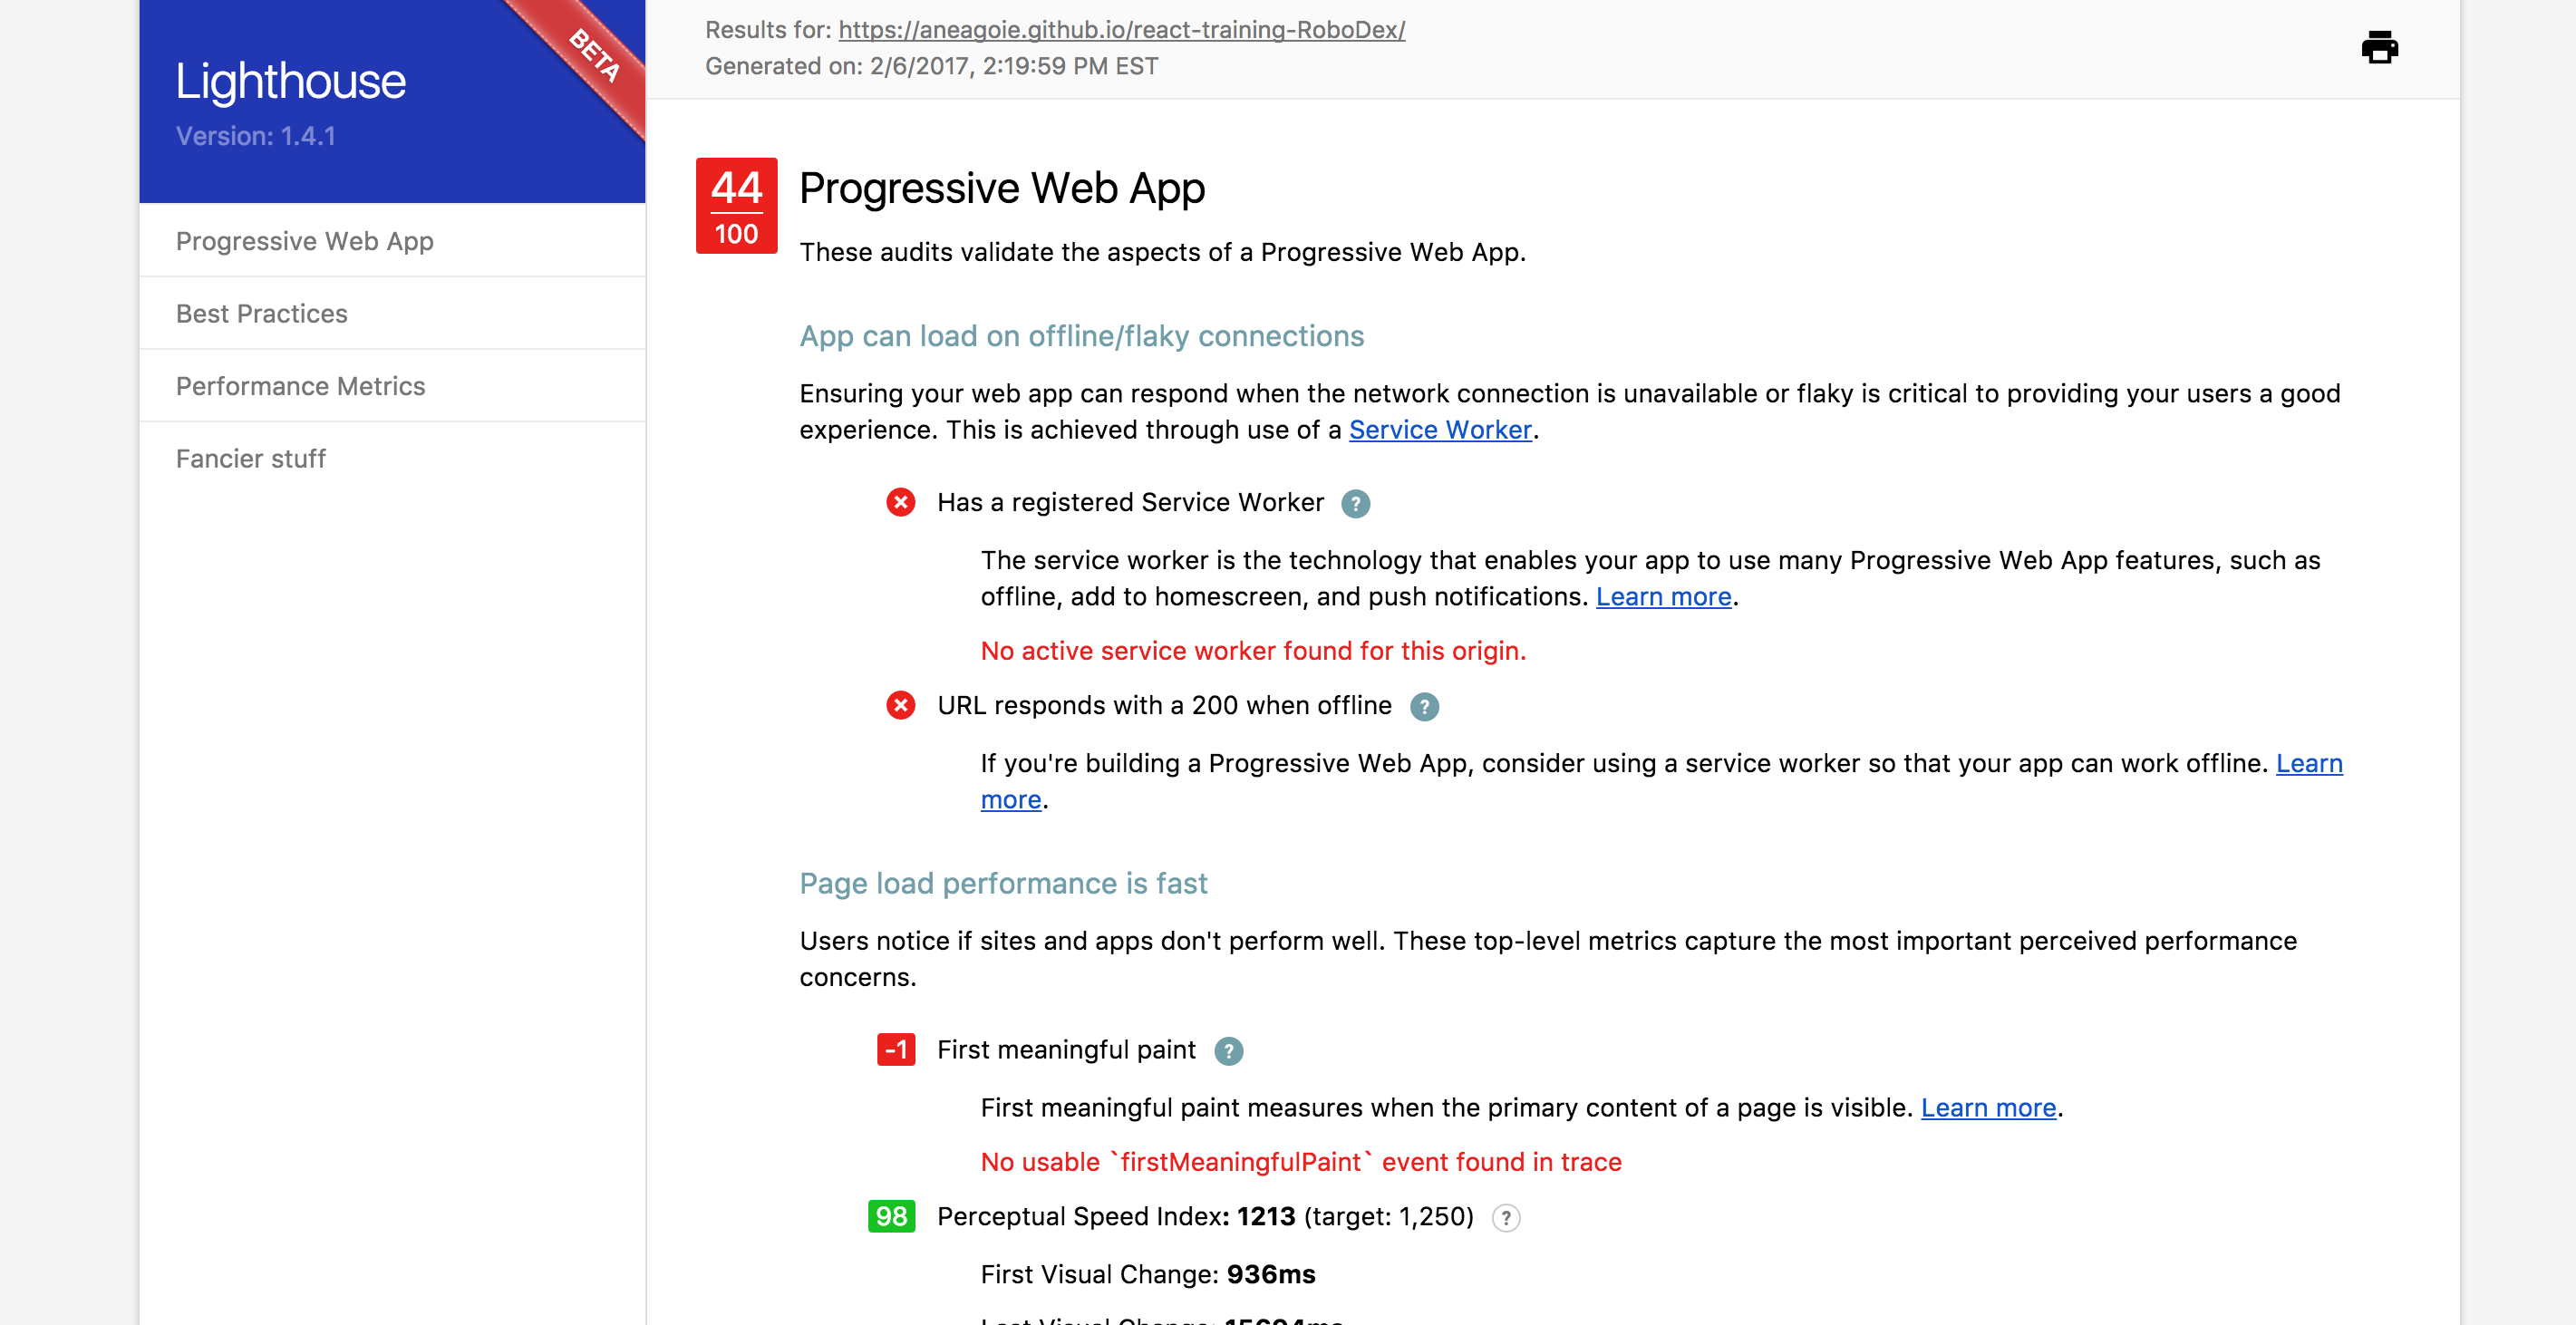 Lighthouse
Version: 1.4.1
BETA
Progressive Web App
Best Practices
Performance Metrics
Fancier stuff
Results for: https://aneagoie.github.io/react-training-RoboDex/
Generated on: 2/6/2017, 2:19:59 PM EST
44
100
Progressive Web App
These audits validate the aspects of a Progressive Web App.
App can load on offline/flaky connections
Ensuring your web app can respond when the network connection is unavailable or flaky is critical to providing your users a good
experience. This is achieved through use of a Service Worker.
Has a registered Service Worker ?
The service worker is the technology that enables your app to use many Progressive Web App features, such as
offline, add to homescreen, and push notifications. Learn more.
No active service worker found for this origin.
URL responds with a 200 when offline ?
If you're building a Progressive Web App, consider using a service worker so that your app can work offline. Learn
more.
Page load performance is fast
Users notice if sites and apps don't perform well. These top-level metrics capture the most important perceived performance
concerns.
-1 First meaningful paint ?
First meaningful paint measures when the primary content of a page is visible. Learn more.
No usable `firstMeaningfulPaint` event found in trace
98 Perceptual Speed Index: 1213 (target: 1,250) ?
First Visual Change: 936ms
Last Visual Change: